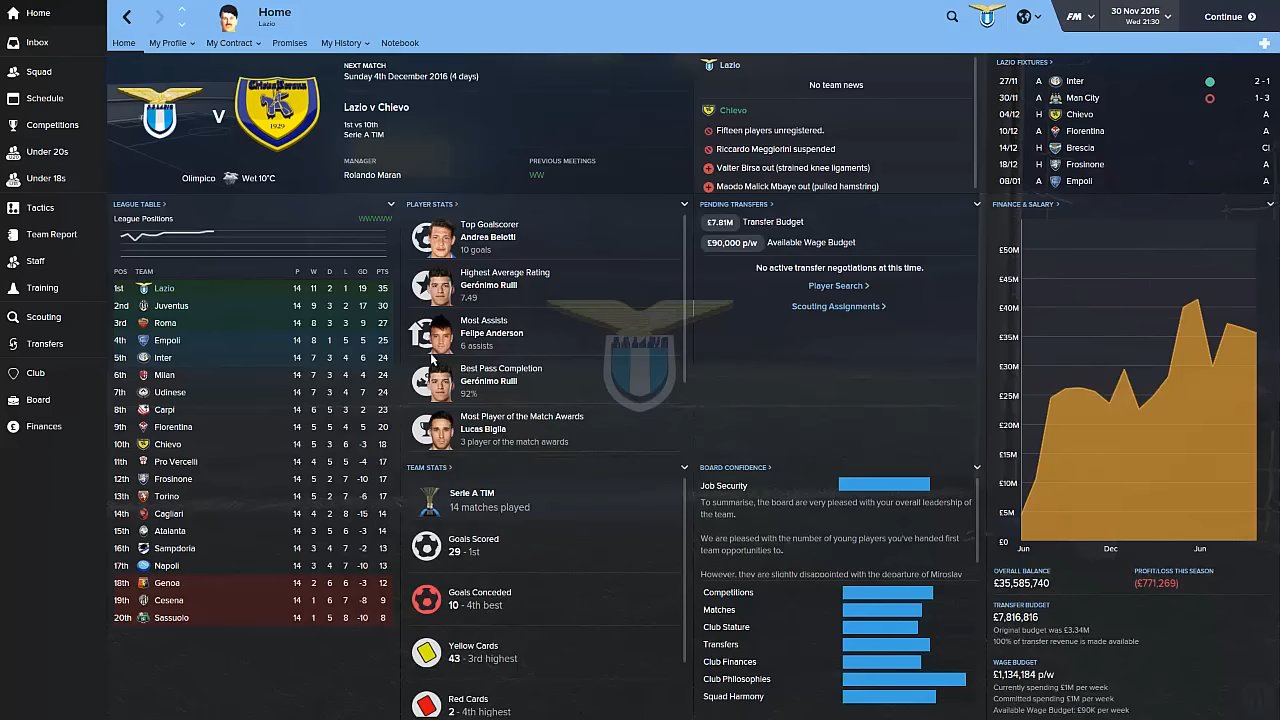 Home
Inbox
Squad
Schedule
Competitions
Under 20s
Under 18s
Tactics
Team Report
Staff
Training
Scouting
Transfers
Club
Board
Finances
Home
Lazio
FM
30 Nov 2016
Wed 21:30
Continue
Home
My Profile
My Contract
Promises
My History
Notebook
NEXT MATCH
Sunday 4th December 2016 (4 days)
Lazio v Chievo
1st vs 10th
Serie A TIM
MANAGER
Rolando Maran
PREVIOUS MEETINGS
WW
V
1929
Olimpico Wet 10°C
Lazio
No team news
Chievo
Fifteen players unregistered.
Riccardo Meggiorini suspended
Valter Birsa out (strained knee ligaments)
Maodo Malick Mbaye out (pulled hamstring)
LAZIO FIXTURES >
27/11 A Inter 2 - 1
30/11 A Man City 1 - 3
04/12 H Chievo A
10/12 A Fiorentina A
14/12 H Brescia CI
18/12 H Frosinone A
08/01 A Empoli A
LEAGUE TABLE >
League Positions WWWWW
POS TEAM P W D L GD PTS
1st Lazio 14 11 2 1 19 35
2nd Juventus 14 9 3 2 17 30
3rd Roma 14 8 3 3 9 27
4th Empoli 14 8 1 5 5 25
5th Inter 14 7 3 4 6 24
6th Milan 14 7 3 4 4 24
7th Udinese 14 7 3 4 4 24
8th Carpi 14 6 5 3 2 23
9th Fiorentina 14 5 5 4 5 20
10th Chievo 14 5 3 6 -3 18
11th Pro Vercelli 14 4 5 5 -4 17
12th Frosinone 14 5 2 7 -10 17
13th Torino 14 5 2 7 -6 17
14th Cagliari 14 4 2 8 -15 14
15th Atalanta 14 3 5 6 -3 14
16th Sampdoria 14 3 4 7 -2 13
17th Napoli 14 3 4 7 -10 13
18th Genoa 14 2 6 6 -3 12
19th Cesena 14 1 6 7 -8 9
20th Sassuolo 14 1 5 8 -10 8
PLAYER STATS >
Top Goalscorer
Andrea Belotti
10 goals
Highest Average Rating
Gerónimo Rulli
7.49
Most Assists
Felipe Anderson
6 assists
Best Pass Completion
Gerónimo Rulli
92%
Most Player of the Match Awards
Lucas Biglia
3 player of the match awards
TEAM STATS >
Serie A TIM
14 matches played
Goals Scored
29 - 1st
Goals Conceded
10 - 4th best
Yellow Cards
43 - 3rd highest
Red Cards
2 - 4th highest
PENDING TRANSFERS >
£7.81M Transfer Budget
£90,000 p/w Available Wage Budget
No active transfer negotiations at this time.
Player Search >
Scouting Assignments >
BOARD CONFIDENCE >
Job Security
To summarise, the board are very pleased with your overall leadership of
the team.
We are pleased with the number of young players you've handed first
team opportunities to.
However, they are slightly disappointed with the departure of Miroslav
Competitions
Matches
Club Stature
Transfers
Club Finances
Club Philosophies
Squad Harmony
FINANCE & SALARY >
£50M
£45M
£40M
£35M
£30M
£25M
£20M
£15M
£10M
£5M
£0
Jun Dec Jun
OVERALL BALANCE
£35,585,740
PROFIT/LOSS THIS SEASON
(£771,269)
TRANSFER BUDGET
£7,816,816
Original budget was £3.34M
100% of transfer revenue is made available
WAGE BUDGET
£1,134,184 p/w
Currently spending £1M per week
Committed spending £1M per week
Available Wage Budget: £90K per week